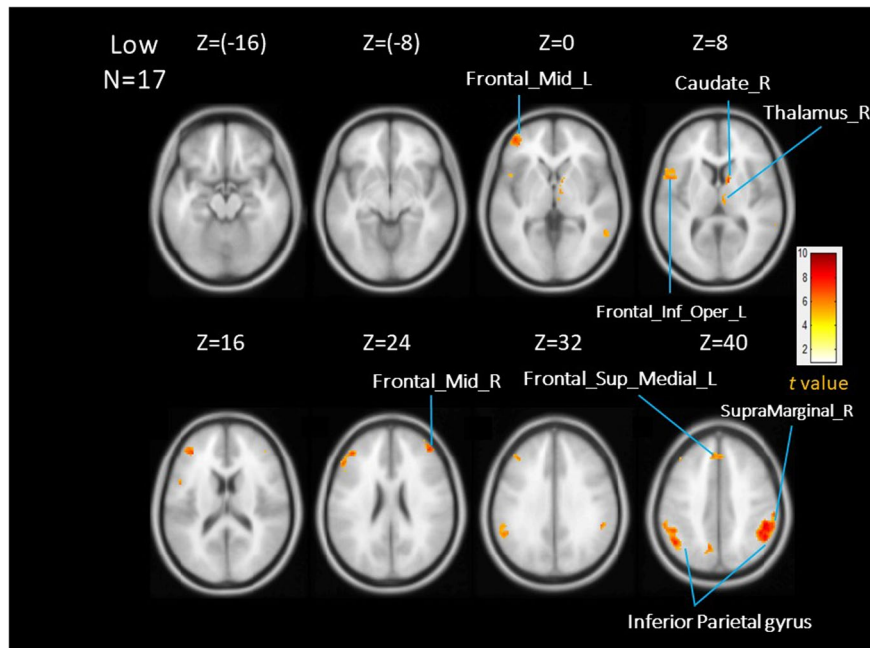 Low
N=17
Z=(-16)
Z=(-8)
Z=0
Z=8
Frontal_Mid_L
Caudate_R
Thalamus_R
Frontal_Inf_Oper_L
10
8
6
4
2
t value
Z=16
Z=24
Z=32
Z=40
Frontal_Mid_R
Frontal_Sup_Medial_L
SupraMarginal_R
Inferior Parietal gyrus